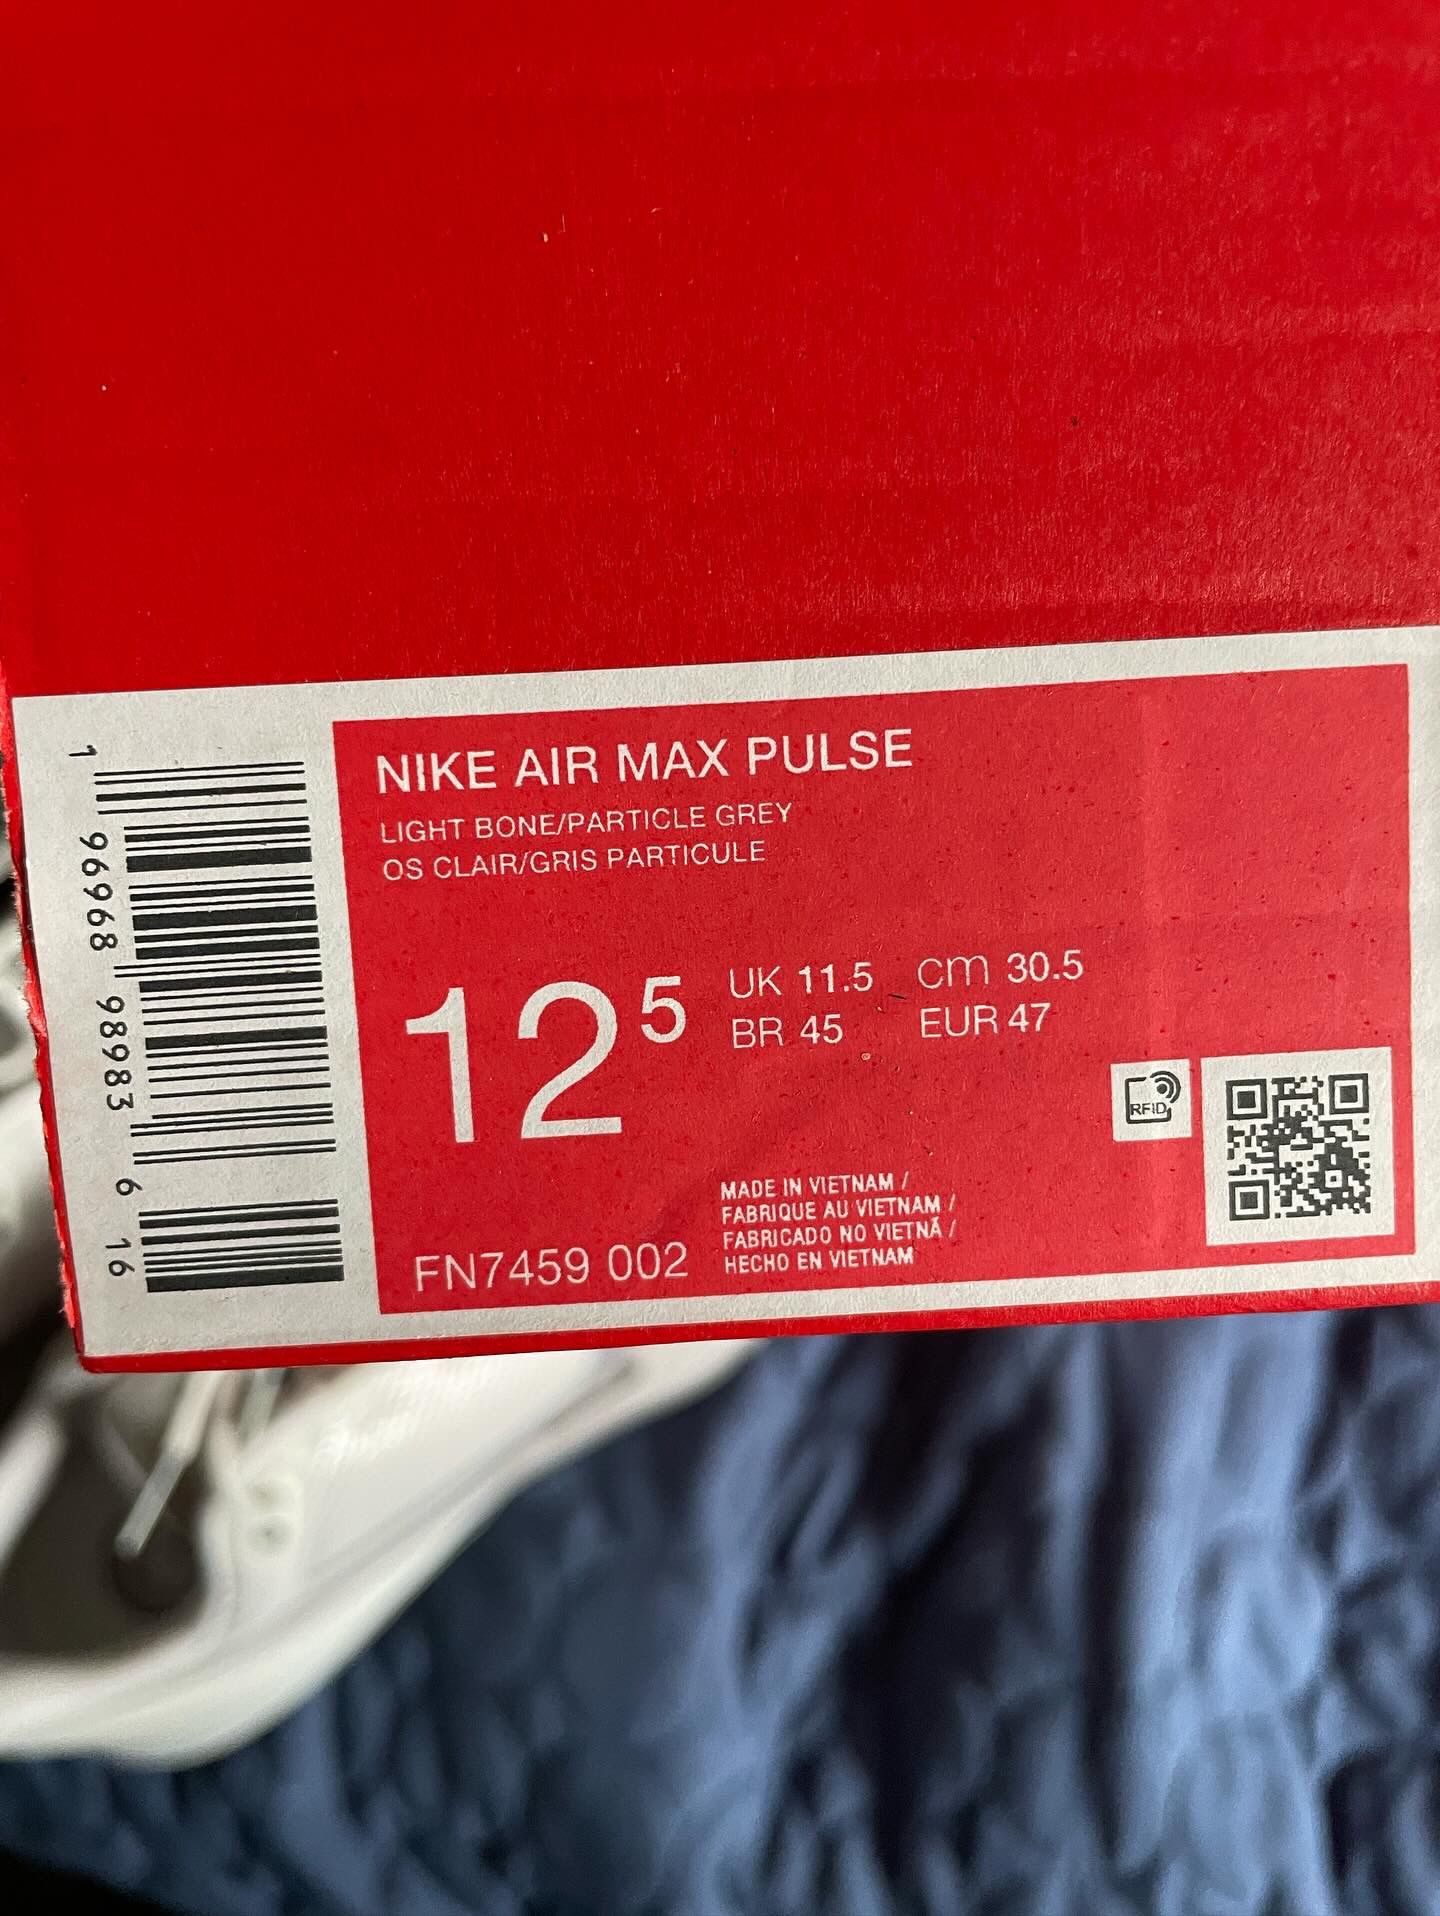 NIKE AIR MAX PULSE
LIGHT BONE/PARTICLE GREY
OS CLAIR/GRIS PARTICULE
12 5
UK 11.5 cm 30.5
BR 45 EUR 47
RFID
MADE IN VIETNAM /
FABRIQUE AU VIETNAM /
FABRICADO NO VIETNÃ /
HECHO EN VIETNAM
FN7459 002
1 96968 98983 6 16